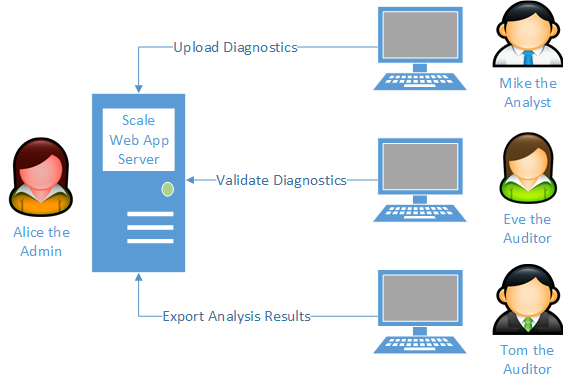 Upload Diagnostics
Mike the
Analyst
Scale
Web App
Server
Validate Diagnostics
Eve the
Auditor
Alice the
Admin
Export Analysis Results
Tom the
Auditor